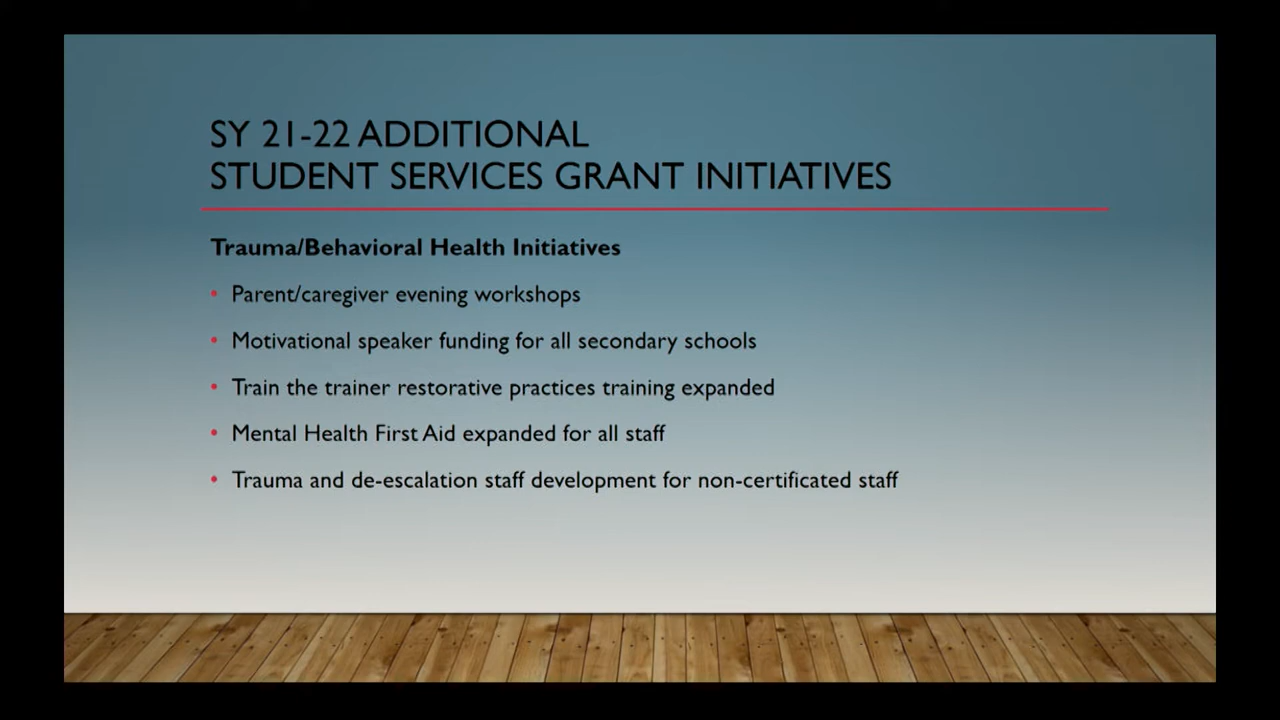 SY 21-22 ADDITIONAL
STUDENT SERVICES GRANT INITIATIVES
Trauma/Behavioral Health Initiatives
• Parent/caregiver evening workshops
• Motivational speaker funding for all secondary schools
• Train the trainer restorative practices training expanded
• Mental Health First Aid expanded for all staff
• Trauma and de-escalation staff development for non-certificated staff